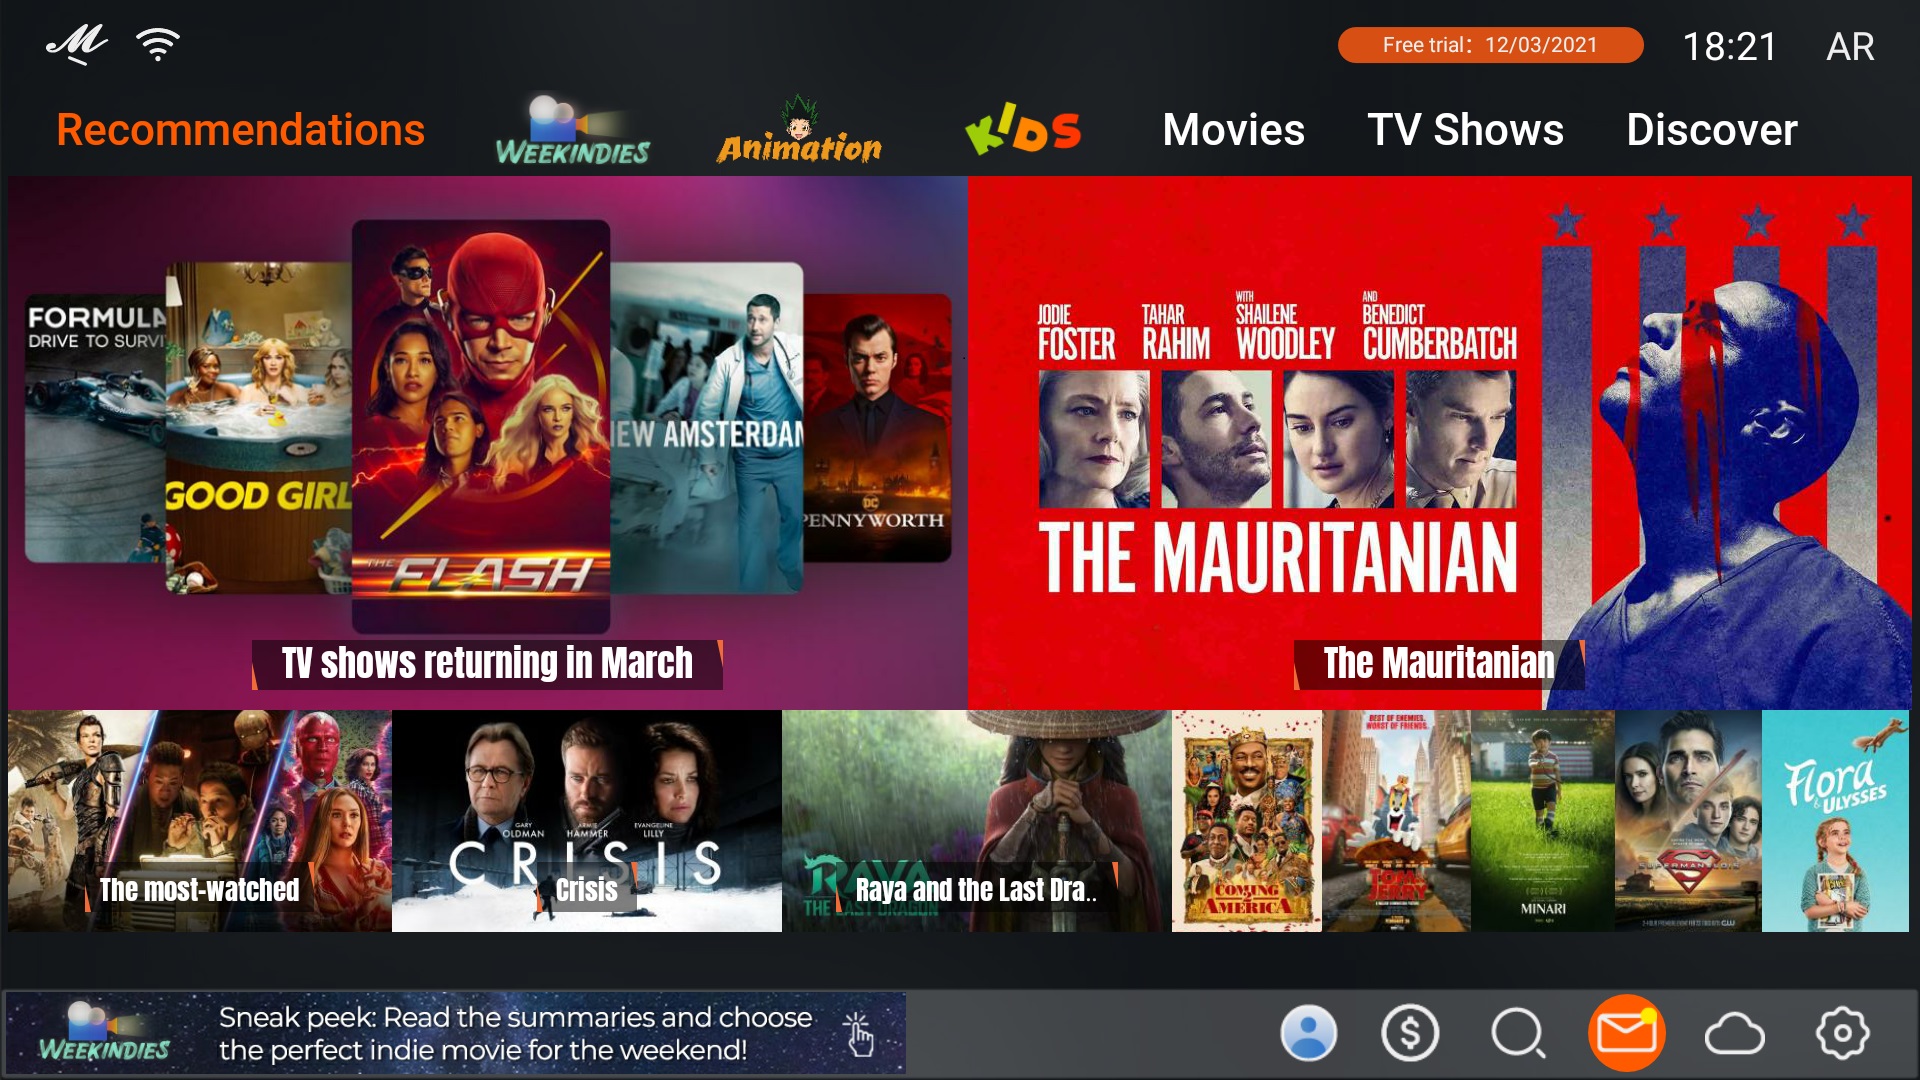 Free trial: 12/03/2021
18:21
AR
Recommendations
WEEKINDIES
Animation
KIDS
Movies
TV Shows
Discover
FORMULA
DRIVE TO SURVI
GOOD GIRL
THE FLASH
NEW AMSTERDAM
DC
PENNYWORTH
TV shows returning in March
JODIE FOSTER
TAHAR RAHIM
WITH SHAILENE WOODLEY
AND BENEDICT CUMBERBATCH
THE MAURITANIAN
The Mauritanian
The most-watched
GARY OLDMAN
ARMIE HAMMER
EVANGELINE LILLY
CRISIS
Crisis
RAYA
THE LAST DRAGON
Raya and the Last Dra..
COMING 2 AMERICA
BEST OF ENEMIES.
WORST OF FRIENDS.
TOM & JERRY
MINARI
SUPERMAN & LOIS
Flora
& ULYSSES
WEEKINDIES
Sneak peek: Read the summaries and choose
the perfect indie movie for the weekend!